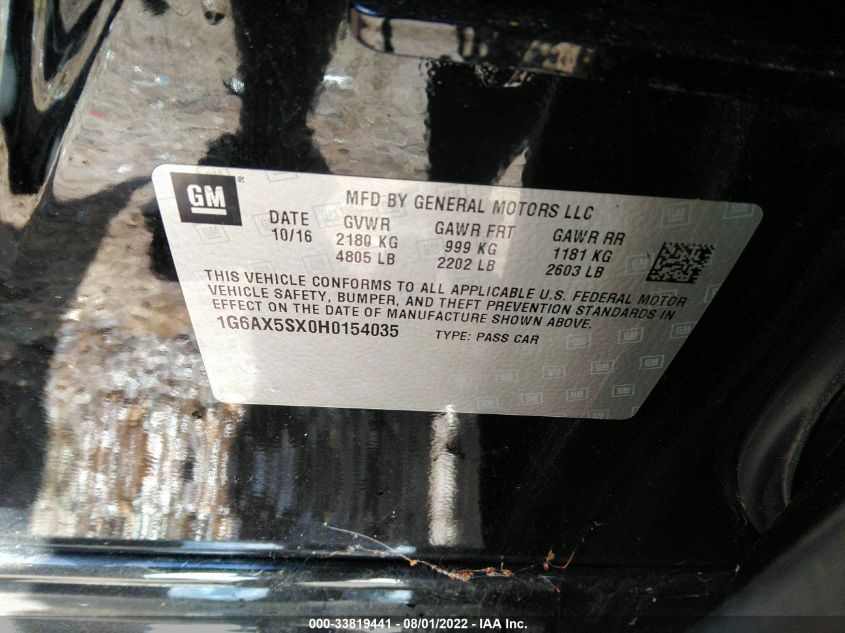 GM
MFD BY GENERAL MOTORS LLC
DATE GVWR GAWR FRT GAWR RR
10/16 2180 KG 999 KG 1181 KG
4805 LB 2202 LB 2603 LB
THIS VEHICLE CONFORMS TO ALL APPLICABLE U.S. FEDERAL MOTOR
VEHICLE SAFETY, BUMPER, AND THEFT PREVENTION STANDARDS IN
EFFECT ON THE DATE OF MANUFACTURE SHOWN ABOVE.
1G6AX5SX0H0154035 TYPE: PASS CAR
000-33819441 - 08/01/2022 - IAA Inc.